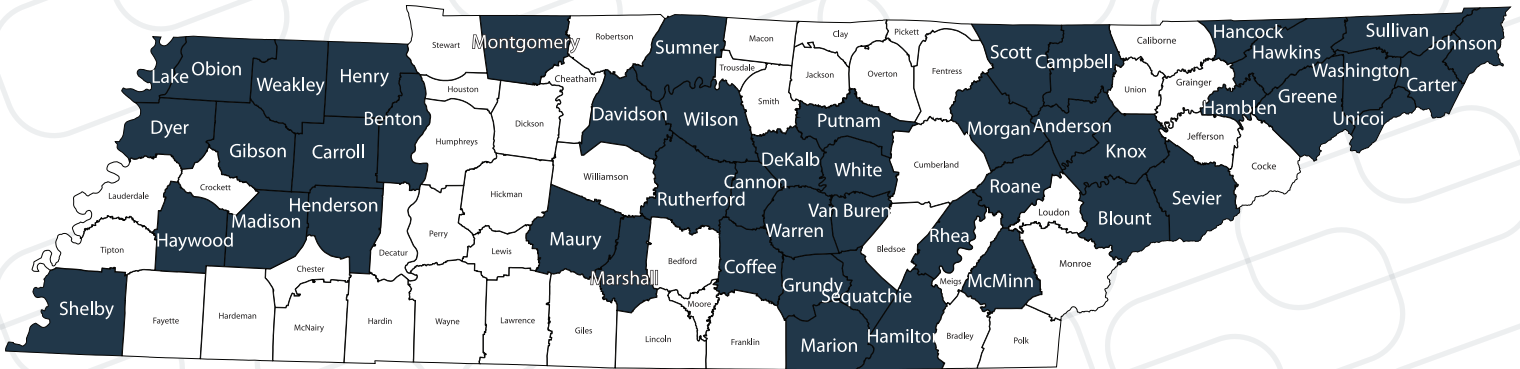 Lake
Obion
Weakley
Henry
Stewart
Montgomery
Robertson
Sumner
Macon
Clay
Pickett
Scott
Campbell
Caliborne
Hancock
Hawkins
Sullivan
Johnson
Washington
Carter
Trousdale
Cheatham
Houston
Jackson
Overton
Fentress
Union
Grainger
Hamblen
Greene
Unicoi
Dyer
Benton
Dickson
Davidson
Wilson
Smith
Putnam
Morgan
Anderson
Jefferson
Gibson
Carroll
Humphreys
DeKalb
White
Cumberland
Knox
Cocke
Crockett
Williamson
Cannon
Roane
Lauderdale
Hickman
Rutherford
Sevier
Henderson
Madison
Van Buren
Loudon
Blount
Haywood
Perry
Maury
Warren
Rhea
Tipton
Decatur
Lewis
Bedford
Bledsoe
Monroe
Chester
Marshall
Coffee
Grundy
Meigs
McMinn
Sequatchie
Shelby
Moore
Fayette
Hardeman
McNairy
Hardin
Wayne
Lawrence
Giles
Lincoln
Franklin
Marion
Hamilton
Bradley
Polk